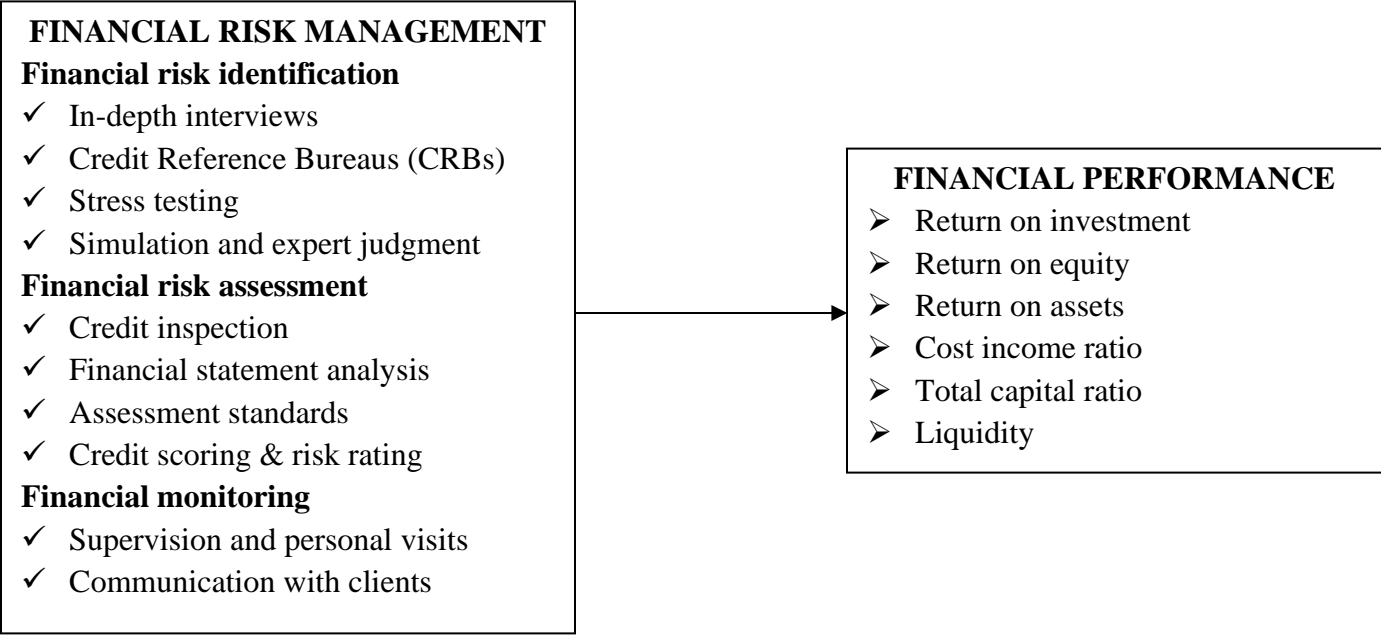 FINANCIAL RISK MANAGEMENT
Financial risk identification
✓ In-depth interviews
✓ Credit Reference Bureaus (CRBs)
✓ Stress testing
✓ Simulation and expert judgment
Financial risk assessment
✓ Credit inspection
✓ Financial statement analysis
✓ Assessment standards
✓ Credit scoring & risk rating
Financial monitoring
✓ Supervision and personal visits
✓ Communication with clients
FINANCIAL PERFORMANCE
➢ Return on investment
➢ Return on equity
➢ Return on assets
➢ Cost income ratio
➢ Total capital ratio
➢ Liquidity